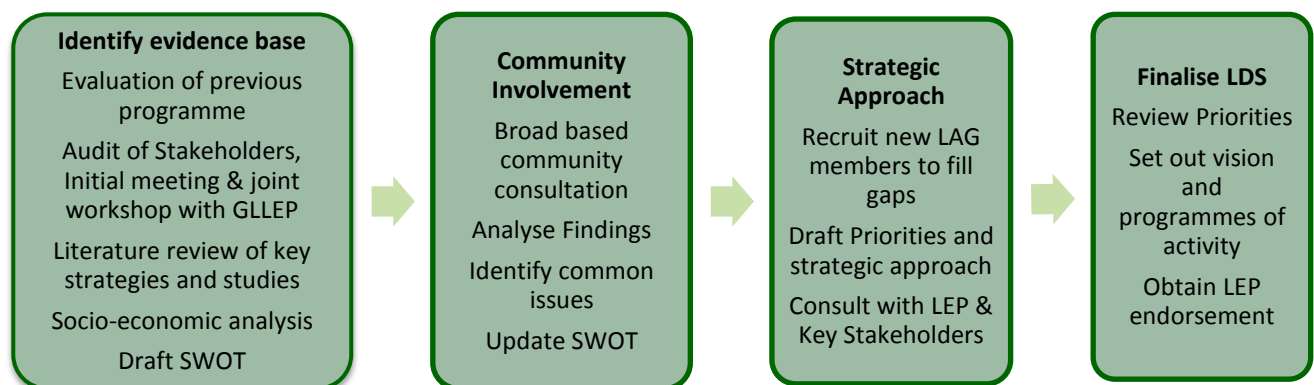 Identify evidence base
Evaluation of previous
programme
Audit of Stakeholders,
Initial meeting & joint
workshop with GLLEP
Literature review of key
strategies and studies
Socio-economic analysis
Draft SWOT
Community
Involvement
Broad based
community
consultation
Analyse Findings
Identify common
issues
Update SWOT
Strategic
Approach
Recruit new LAG
members to fill
gaps
Draft Priorities and
strategic approach
Consult with LEP &
Key Stakeholders
Finalise LDS
Review Priorities
Set out vision
and
programmes of
activity
Obtain LEP
endorsement